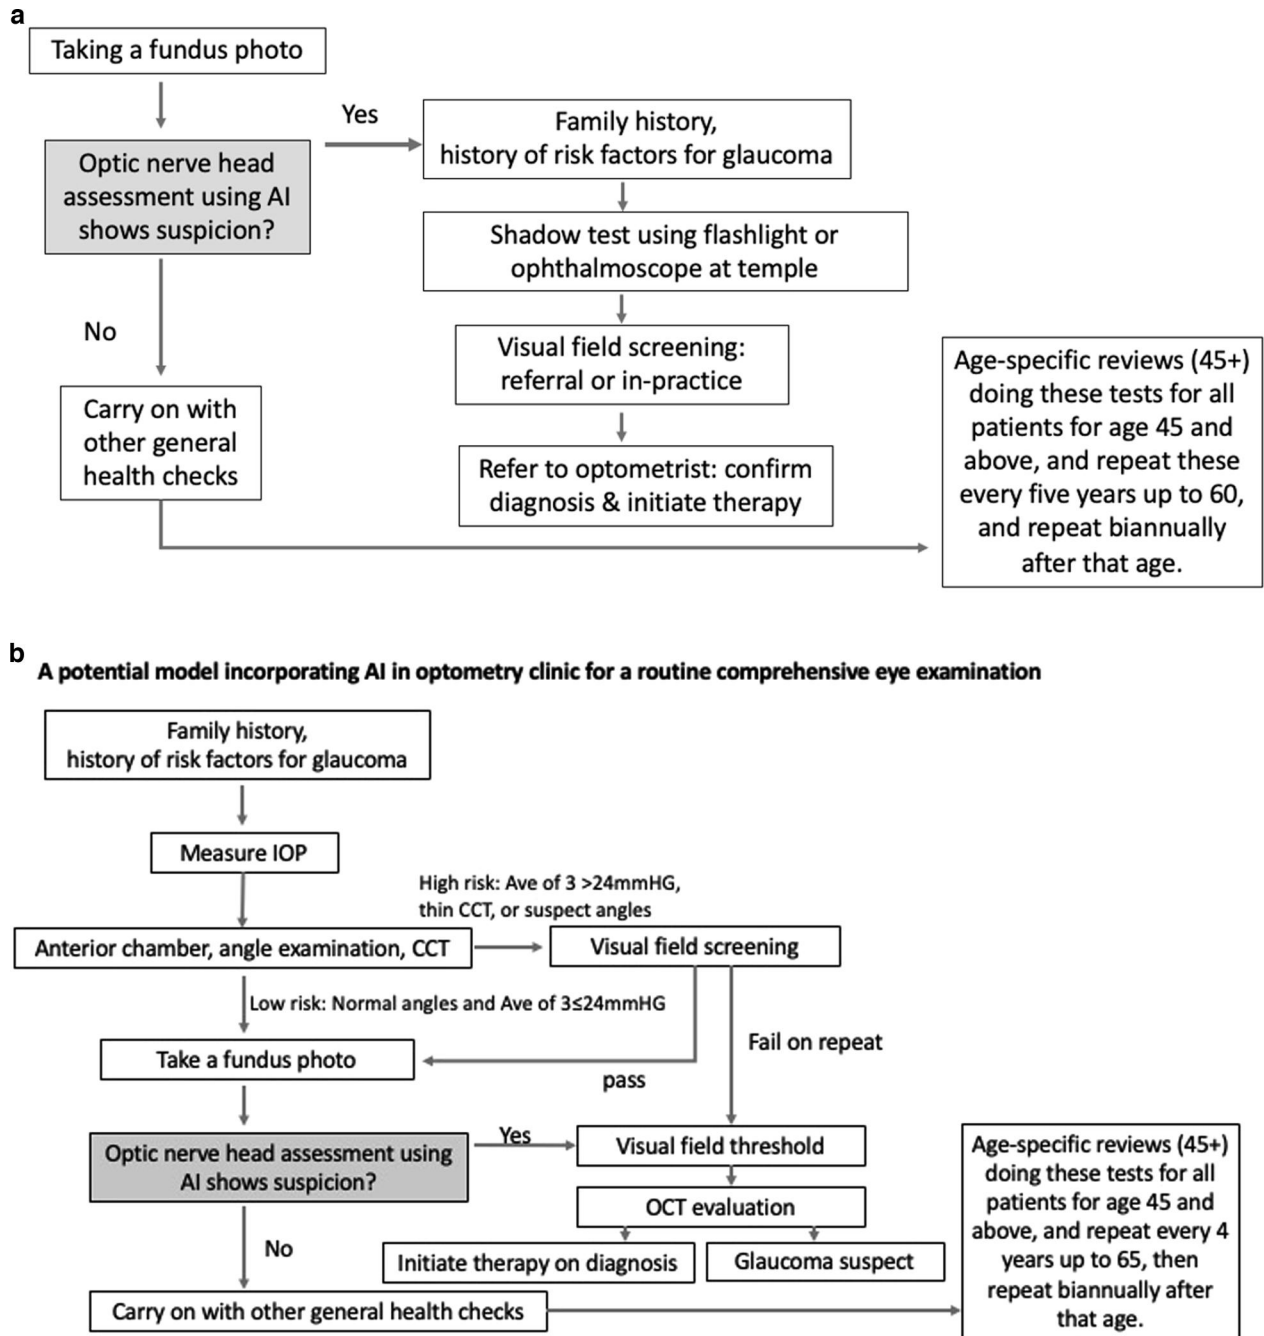 a
Taking a fundus photo
Yes
Optic nerve head
assessment using AI
shows suspicion?
Family history,
history of risk factors for glaucoma
Shadow test using flashlight or
ophthalmoscope at temple
No
Visual field screening:
referral or in-practice
Carry on with
other general
health checks
Refer to optometrist: confirm
diagnosis & initiate therapy
Age-specific reviews (45+)
doing these tests for all
patients for age 45 and
above, and repeat these
every five years up to 60,
and repeat biannually
after that age.
b
A potential model incorporating AI in optometry clinic for a routine comprehensive eye examination
Family history,
history of risk factors for glaucoma
Measure IOP
High risk: Ave of 3 >24mmHG,
thin CCT, or suspect angles
Anterior chamber, angle examination, CCT
Visual field screening
Low risk: Normal angles and Ave of 3≤24mmHG
Take a fundus photo
Fail on repeat
pass
Optic nerve head assessment using
AI shows suspicion?
Yes
Visual field threshold
OCT evaluation
No
Initiate therapy on diagnosis
Glaucoma suspect
Carry on with other general health checks
Age-specific reviews (45+)
doing these tests for all
patients for age 45 and
above, and repeat every 4
years up to 65, then
repeat biannually after
that age.